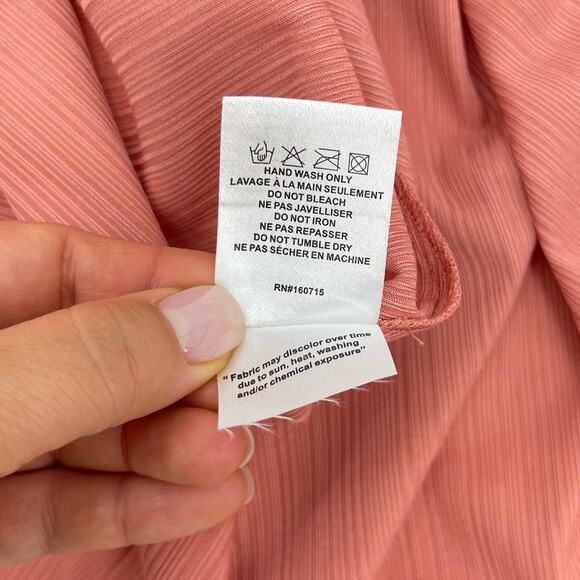 HAND WASH ONLY
LAVAGE À LA MAIN SEULEMENT
DO NOT BLEACH
NE PAS JAVELLISER
DO NOT IRON
NE PAS REPASSER
DO NOT TUMBLE DRY
NE PAS SÉCHER EN MACHINE
RN#160715
" Fabric may discolor over time
due to sun, heat, washing
and/or chemical exposure"